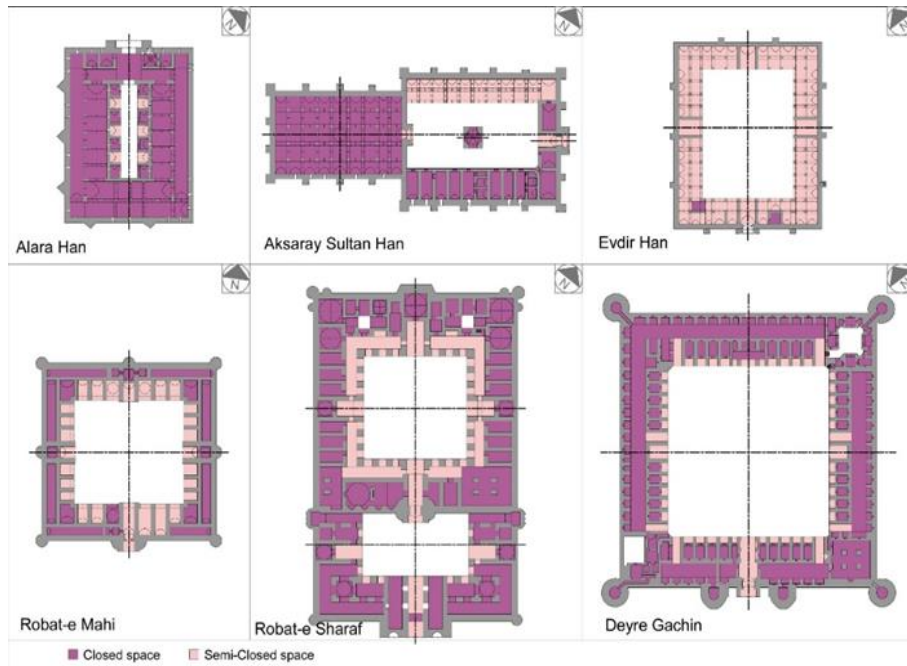 N
N
N
Alara Han
Aksaray Sultan Han
Evdir Han
N
N
N
Robat-e Mahi
Robat-e Sharaf
Deyre Gachin
Closed space
Semi-Closed space